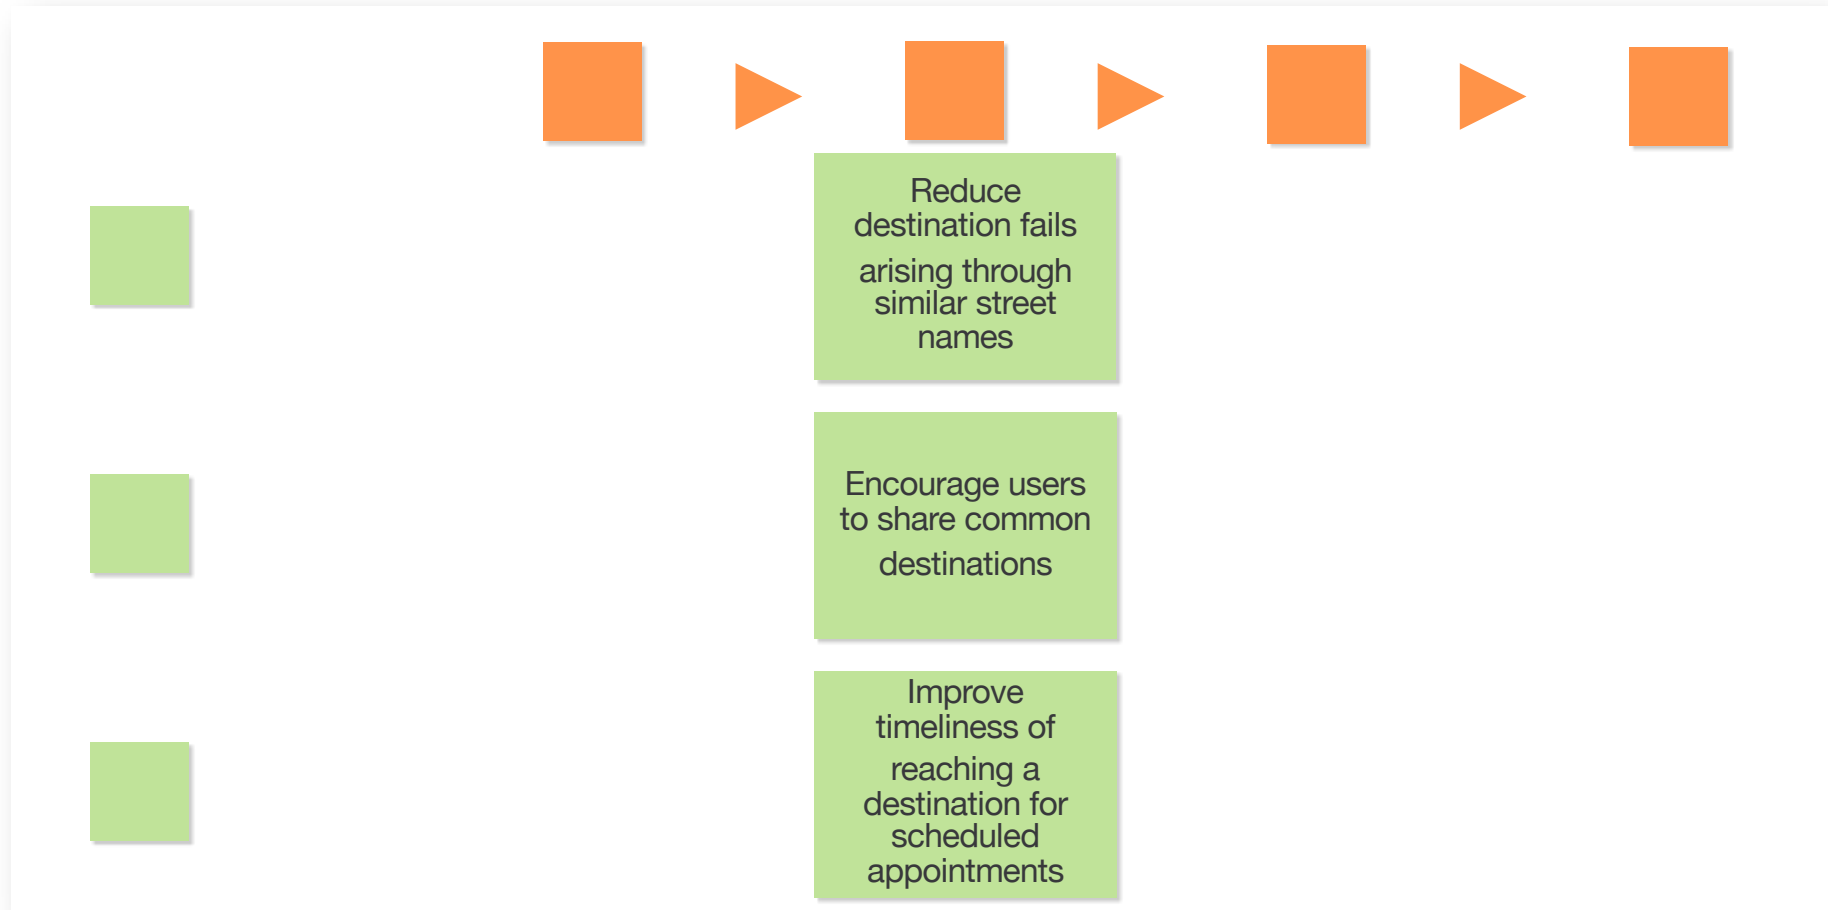 Reduce
destination fails
arising through
similar street
names
Encourage users
to share common
destinations
Improve
timeliness of
reaching a
destination for
scheduled
appointments